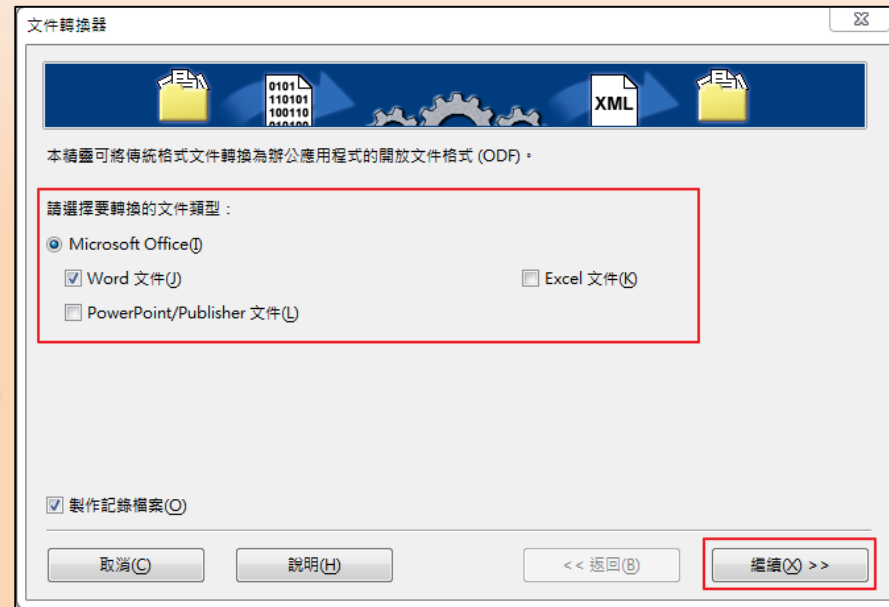 文件轉換器
0101
110101
100110
010100
XML
本精靈可將傳統格式文件轉換為辦公應用程式的開放文件格式 (ODF)。
請選擇要轉換的文件類型：
Microsoft Office(I)
Word 文件(J)
Excel 文件(K)
PowerPoint/Publisher 文件(L)
製作記錄檔案(O)
取消(C)
說明(H)
<< 返回(B)
繼續(X) >>